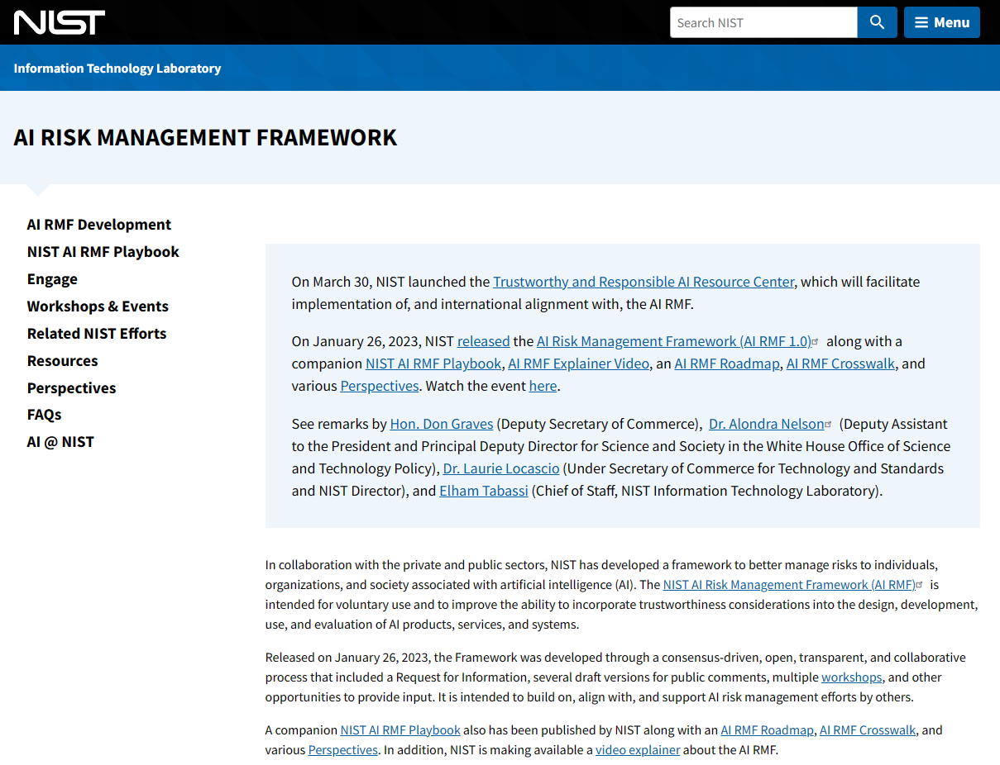 NIST
Search NIST
Menu
Information Technology Laboratory
AI RISK MANAGEMENT FRAMEWORK
AI RMF Development
NIST AI RMF Playbook
Engage
Workshops & Events
Related NIST Efforts
Resources
Perspectives
FAQs
AI @ NIST
On March 30, NIST launched the Trustworthy and Responsible AI Resource Center, which will facilitate
implementation of, and international alignment with, the AI RMF.
On January 26, 2023, NIST released the AI Risk Management Framework (AI RMF 1.0) along with a
companion NIST AI RMF Playbook, AI RMF Explainer Video, an AI RMF Roadmap, AI RMF Crosswalk, and
various Perspectives. Watch the event here.
See remarks by Hon. Don Graves (Deputy Secretary of Commerce), Dr. Alondra Nelson (Deputy Assistant
to the President and Principal Deputy Director for Science and Society in the White House Office of Science
and Technology Policy), Dr. Laurie Locascio (Under Secretary of Commerce for Technology and Standards
and NIST Director), and Elham Tabassi (Chief of Staff, NIST Information Technology Laboratory).
In collaboration with the private and public sectors, NIST has developed a framework to better manage risks to individuals,
organizations, and society associated with artificial intelligence (AI). The NIST AI Risk Management Framework (AI RMF) is
intended for voluntary use and to improve the ability to incorporate trustworthiness considerations into the design, development,
use, and evaluation of AI products, services, and systems.
Released on January 26, 2023, the Framework was developed through a consensus-driven, open, transparent, and collaborative
process that included a Request for Information, several draft versions for public comments, multiple workshops, and other
opportunities to provide input. It is intended to build on, align with, and support AI risk management efforts by others.
A companion NIST AI RMF Playbook also has been published by NIST along with an AI RMF Roadmap, AI RMF Crosswalk, and
various Perspectives. In addition, NIST is making available a video explainer about the AI RMF.